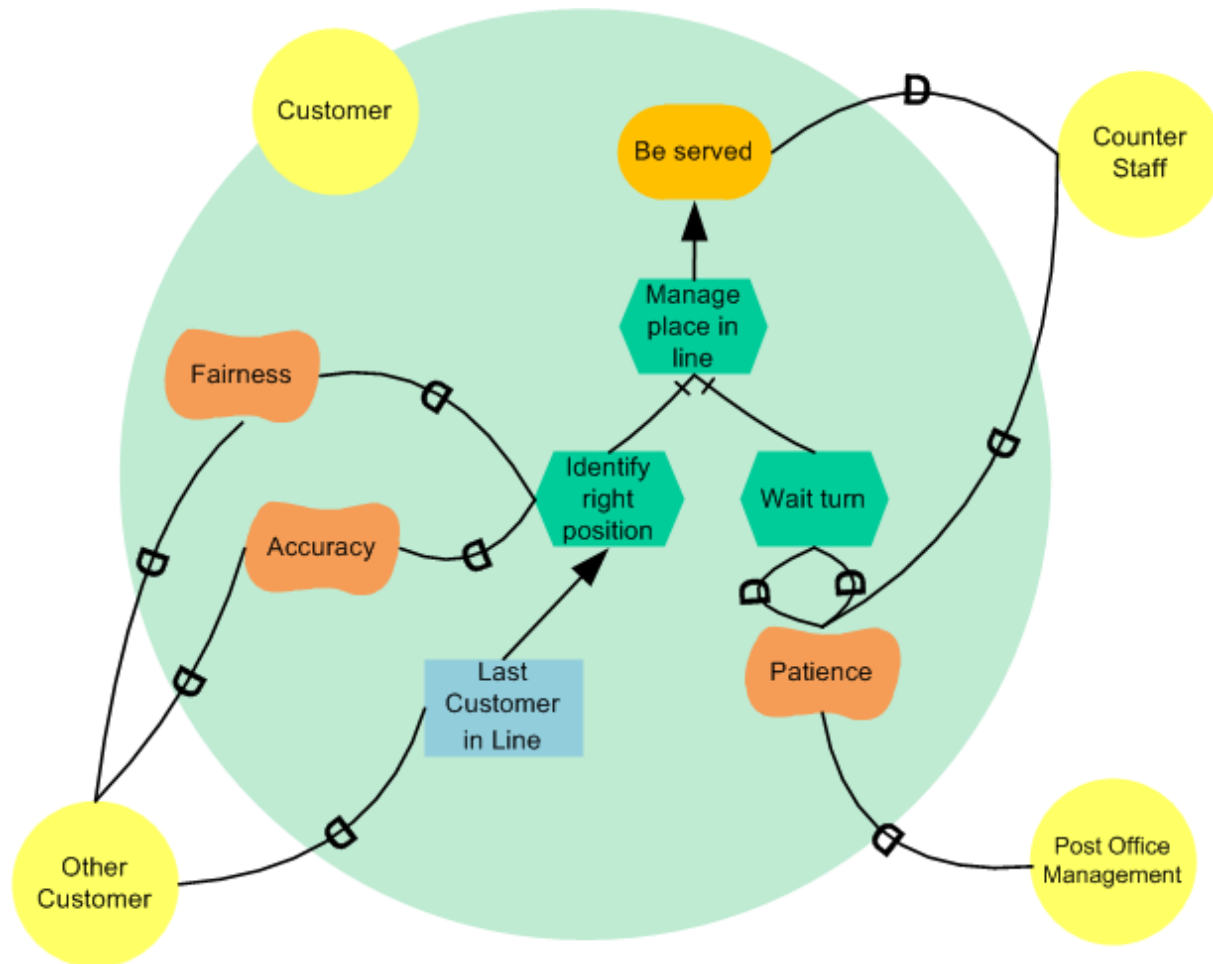 Customer
Be served
Counter
Staff
Manage
place in
line
Fairness
Identify
right
position
Wait turn
Accuracy
Last
Customer
in Line
Patience
Other
Customer
Post Office
Management
D
D
D
D
D
D
D
D
D
D